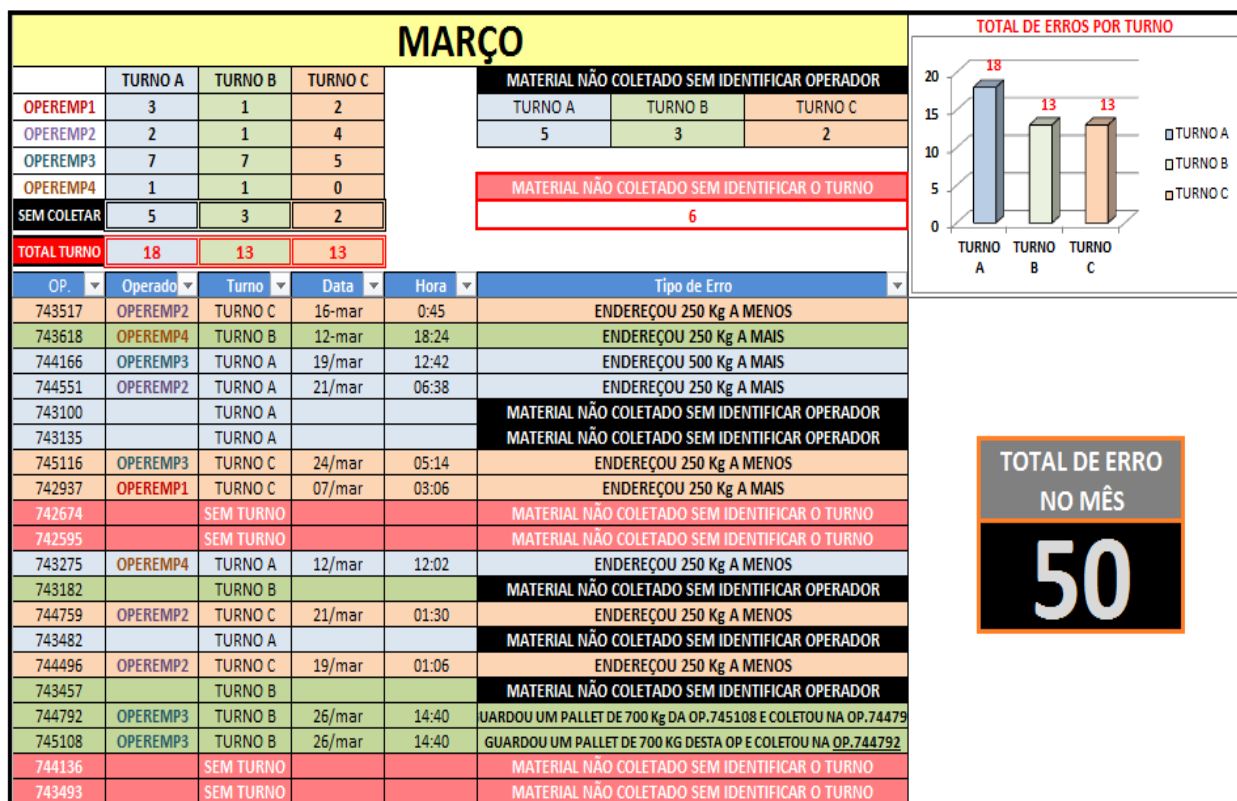 MARÇO
TURNO A TURNO B TURNO C
OPEREMP1 3 1 2
OPEREMP2 2 1 4
OPEREMP3 7 7 5
OPEREMP4 1 1 0
SEM COLETAR 5 3 2
TOTAL TURNO 18 13 13
MATERIAL NÃO COLETADO SEM IDENTIFICAR OPERADOR
TURNO A TURNO B TURNO C
5 3 2
MATERIAL NÃO COLETADO SEM IDENTIFICAR O TURNO
6
TOTAL DE ERROS POR TURNO
20
15
10
5
0
18
13
13
TURNO A
TURNO B
TURNO C
TURNO A
TURNO B
TURNO C
OP. Operado Turno Data Hora Tipo de Erro
743517 OPEREMP2 TURNO C 16-mar 0:45 ENDEREÇOU 250 Kg A MENOS
743618 OPEREMP4 TURNO B 12-mar 18:24 ENDEREÇOU 250 Kg A MAIS
744166 OPEREMP3 TURNO A 19/mar 12:42 ENDEREÇOU 500 Kg A MAIS
744551 OPEREMP2 TURNO A 21/mar 06:38 ENDEREÇOU 250 Kg A MAIS
743100 TURNO A MATERIAL NÃO COLETADO SEM IDENTIFICAR OPERADOR
743135 TURNO A MATERIAL NÃO COLETADO SEM IDENTIFICAR OPERADOR
745116 OPEREMP3 TURNO C 24/mar 05:14 ENDEREÇOU 250 Kg A MENOS
742937 OPEREMP1 TURNO C 07/mar 03:06 ENDEREÇOU 250 Kg A MAIS
742674 SEM TURNO MATERIAL NÃO COLETADO SEM IDENTIFICAR O TURNO
742595 SEM TURNO MATERIAL NÃO COLETADO SEM IDENTIFICAR O TURNO
743275 OPEREMP4 TURNO A 12/mar 12:02 ENDEREÇOU 250 Kg A MENOS
743182 TURNO B MATERIAL NÃO COLETADO SEM IDENTIFICAR OPERADOR
744759 OPEREMP2 TURNO C 21/mar 01:30 ENDEREÇOU 250 Kg A MENOS
743482 TURNO A MATERIAL NÃO COLETADO SEM IDENTIFICAR OPERADOR
744496 OPEREMP2 TURNO C 19/mar 01:06 ENDEREÇOU 250 Kg A MENOS
743457 TURNO B MATERIAL NÃO COLETADO SEM IDENTIFICAR OPERADOR
744792 OPEREMP3 TURNO B 26/mar 14:40 UARDOU UM PALLET DE 700 Kg DA OP.745108 E COLETOU NA OP.74479
745108 OPEREMP3 TURNO B 26/mar 14:40 GUARDOU UM PALLET DE 700 KG DESTA OP E COLETOU NA OP.744792
744136 SEM TURNO MATERIAL NÃO COLETADO SEM IDENTIFICAR O TURNO
743493 SEM TURNO MATERIAL NÃO COLETADO SEM IDENTIFICAR O TURNO
TOTAL DE ERRO
NO MÊS
50